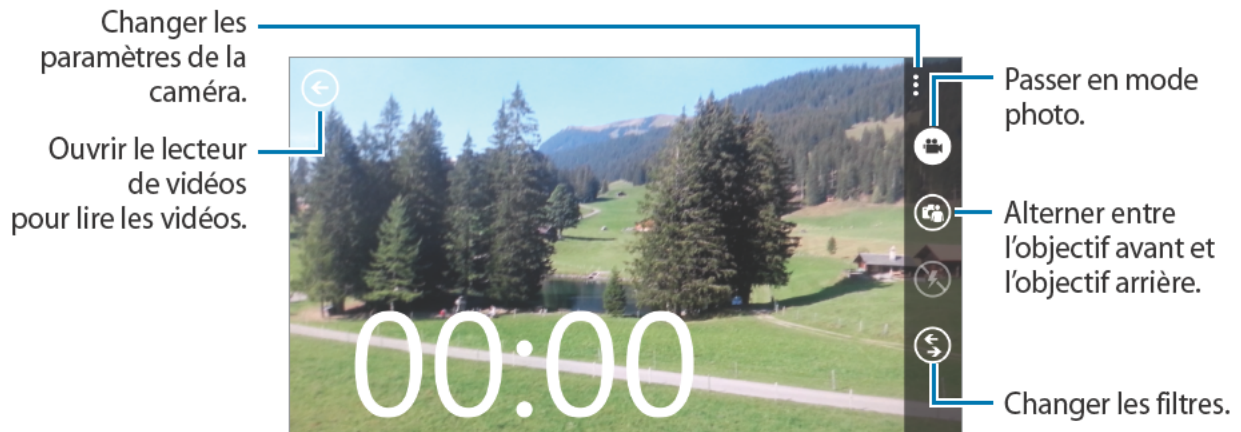 Changer les
paramètres de la
caméra.
Ouvrir le lecteur
de vidéos
pour lire les vidéos.
00:00
Passer en mode
photo.
Alterner entre
l'objectif avant et
l'objectif arrière.
Changer les filtres.